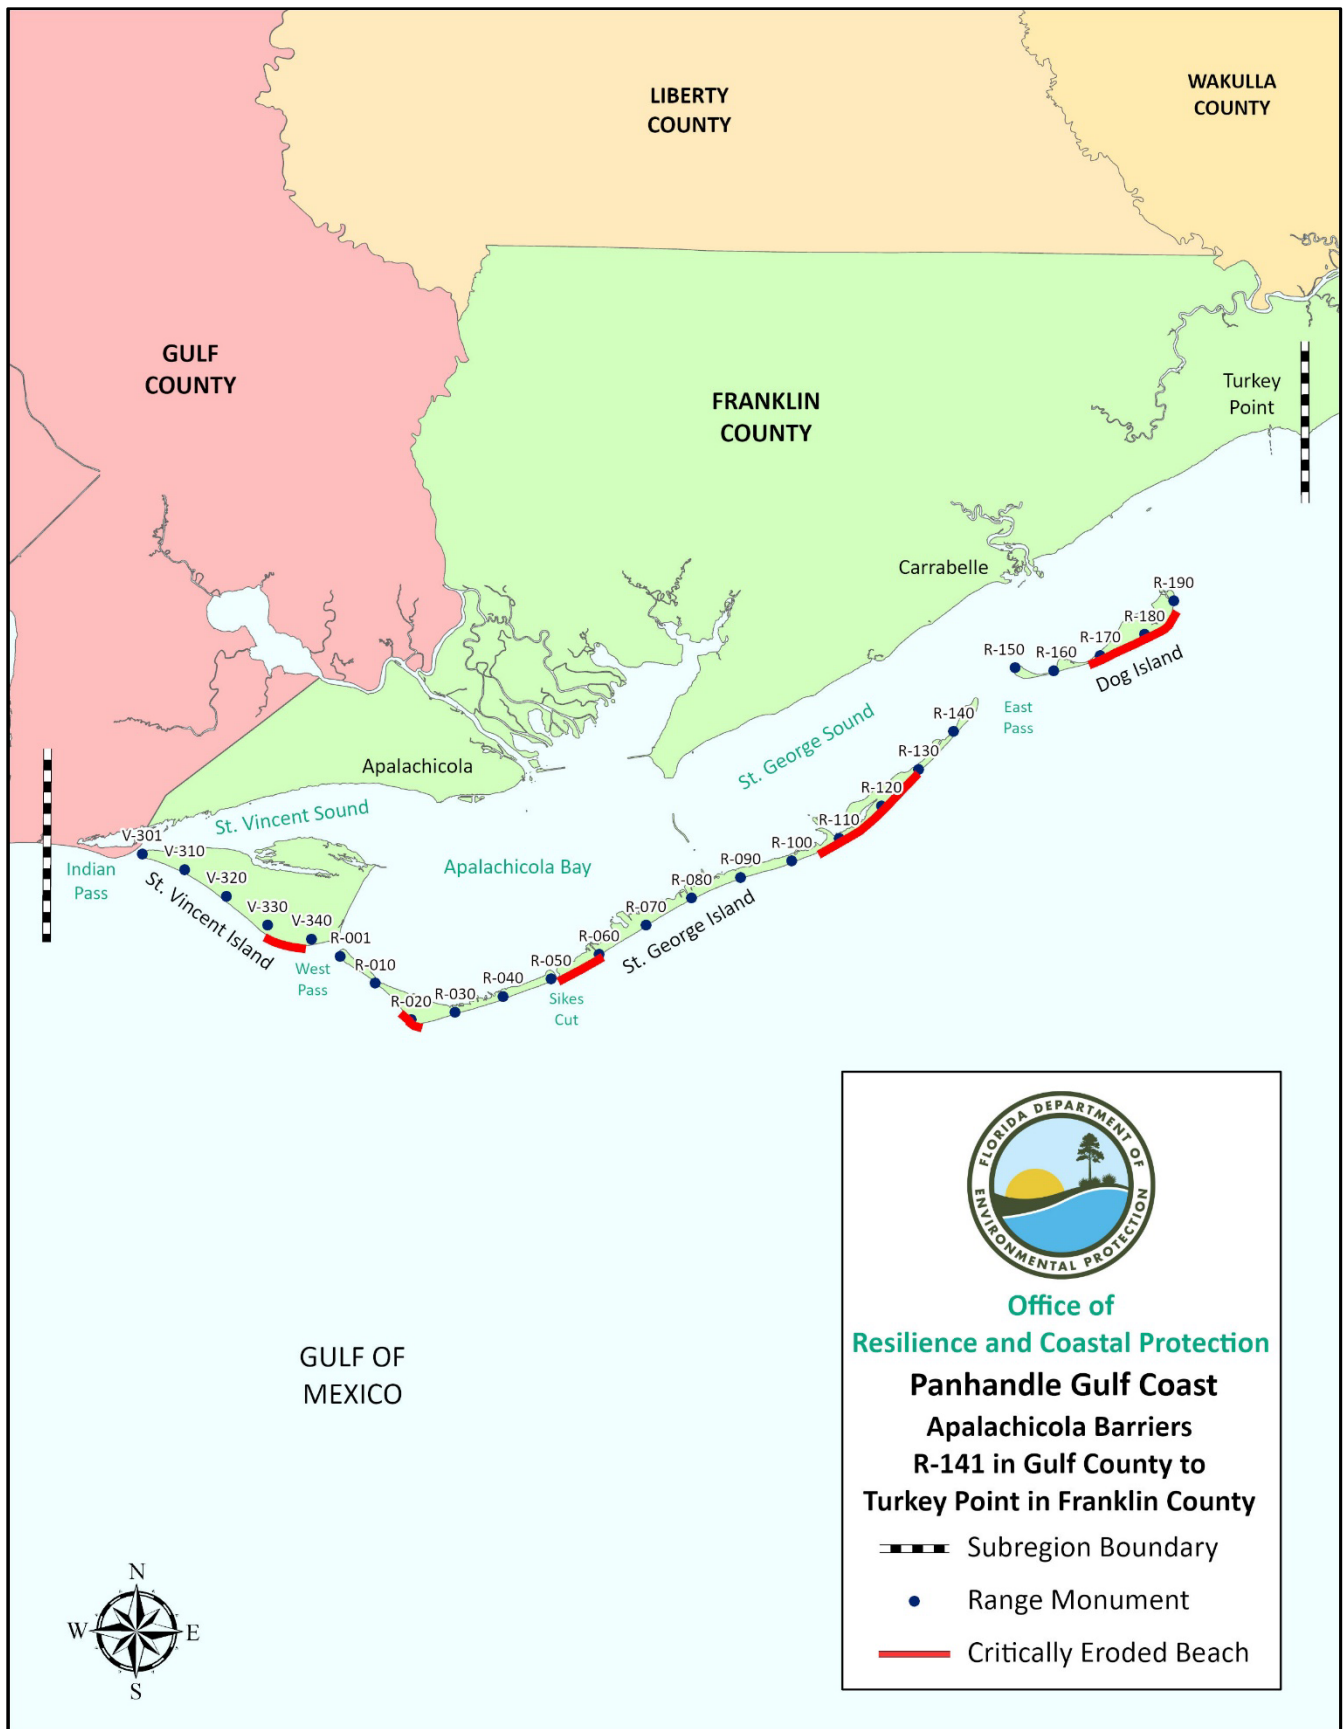 LIBERTY
COUNTY
WAKULLA
COUNTY
GULF
COUNTY
FRANKLIN
COUNTY
Turkey
Point
Carrabelle
R-190
R-180
R-170
R-160
R-150
Dog Island
East
Pass
R-140
R-130
R-120
R-110
R-100
R-090
R-080
R-070
R-060
R-050
R-040
R-030
R-020
R-010
R-001
St. George Sound
St. George Island
Apalachicola
St. Vincent Sound
Apalachicola Bay
V-301
V-310
V-320
V-330
V-340
Indian
Pass
St. Vincent Island
West
Pass
Sikes
Cut
GULF OF
MEXICO
N
W
E
S
FLORIDA DEPARTMENT OF
ENVIRONMENTAL PROTECTION
Office of
Resilience and Coastal Protection
Panhandle Gulf Coast
Apalachicola Barriers
R-141 in Gulf County to
Turkey Point in Franklin County
Subregion Boundary
Range Monument
Critically Eroded Beach